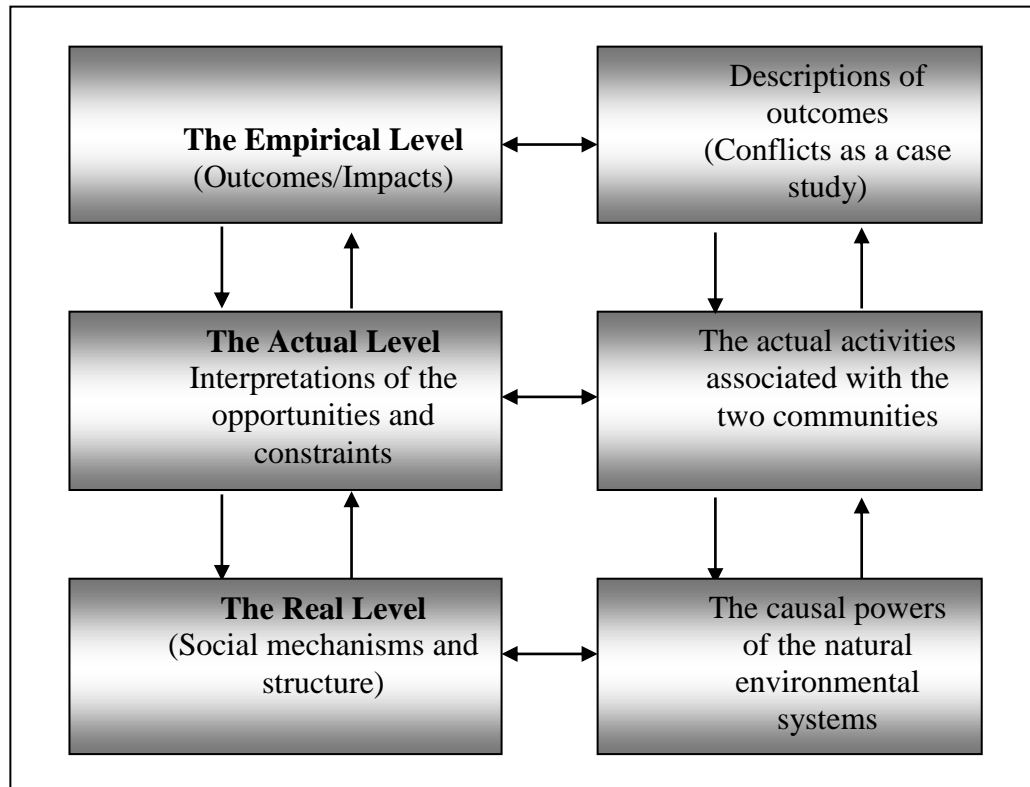 The Empirical Level
(Outcomes/Impacts)
Descriptions of
outcomes
(Conflicts as a case
study)
The Actual Level
Interpretations of the
opportunities and
constraints
The actual activities
associated with the
two communities
The Real Level
(Social mechanisms and
structure)
The causal powers
of the natural
environmental
systems